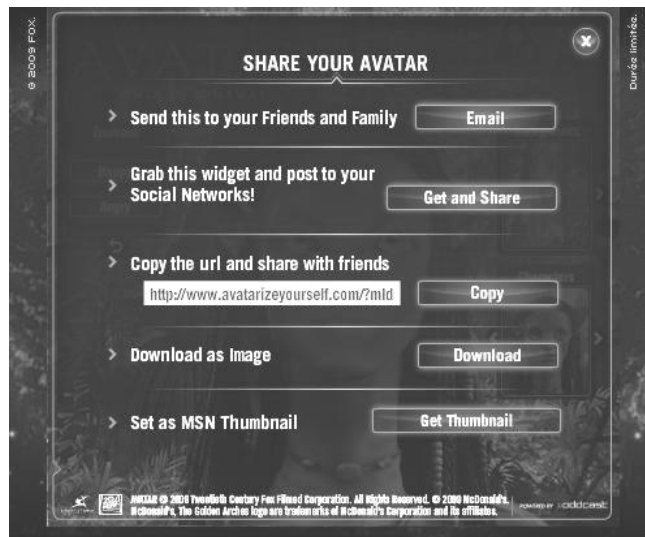 © 2009 FOX.
Durée limitée.
SHARE YOUR AVATAR
Send this to your Friends and Family
Email
Grab this widget and post to your
Social Networks!
Get and Share
Copy the url and share with friends
http://www.avatarizeyourself.com/?mId
Copy
Download as Image
Download
Set as MSN Thumbnail
Get Thumbnail
AVATAR © 2009 Twentieth Century Fox Filmed Corporation. All Rights Reserved. © 2009 McDonald's.
McDonald's, The Golden Arches logo are trademarks of McDonald's Corporation and its affiliates.
POWERED BY oddcast